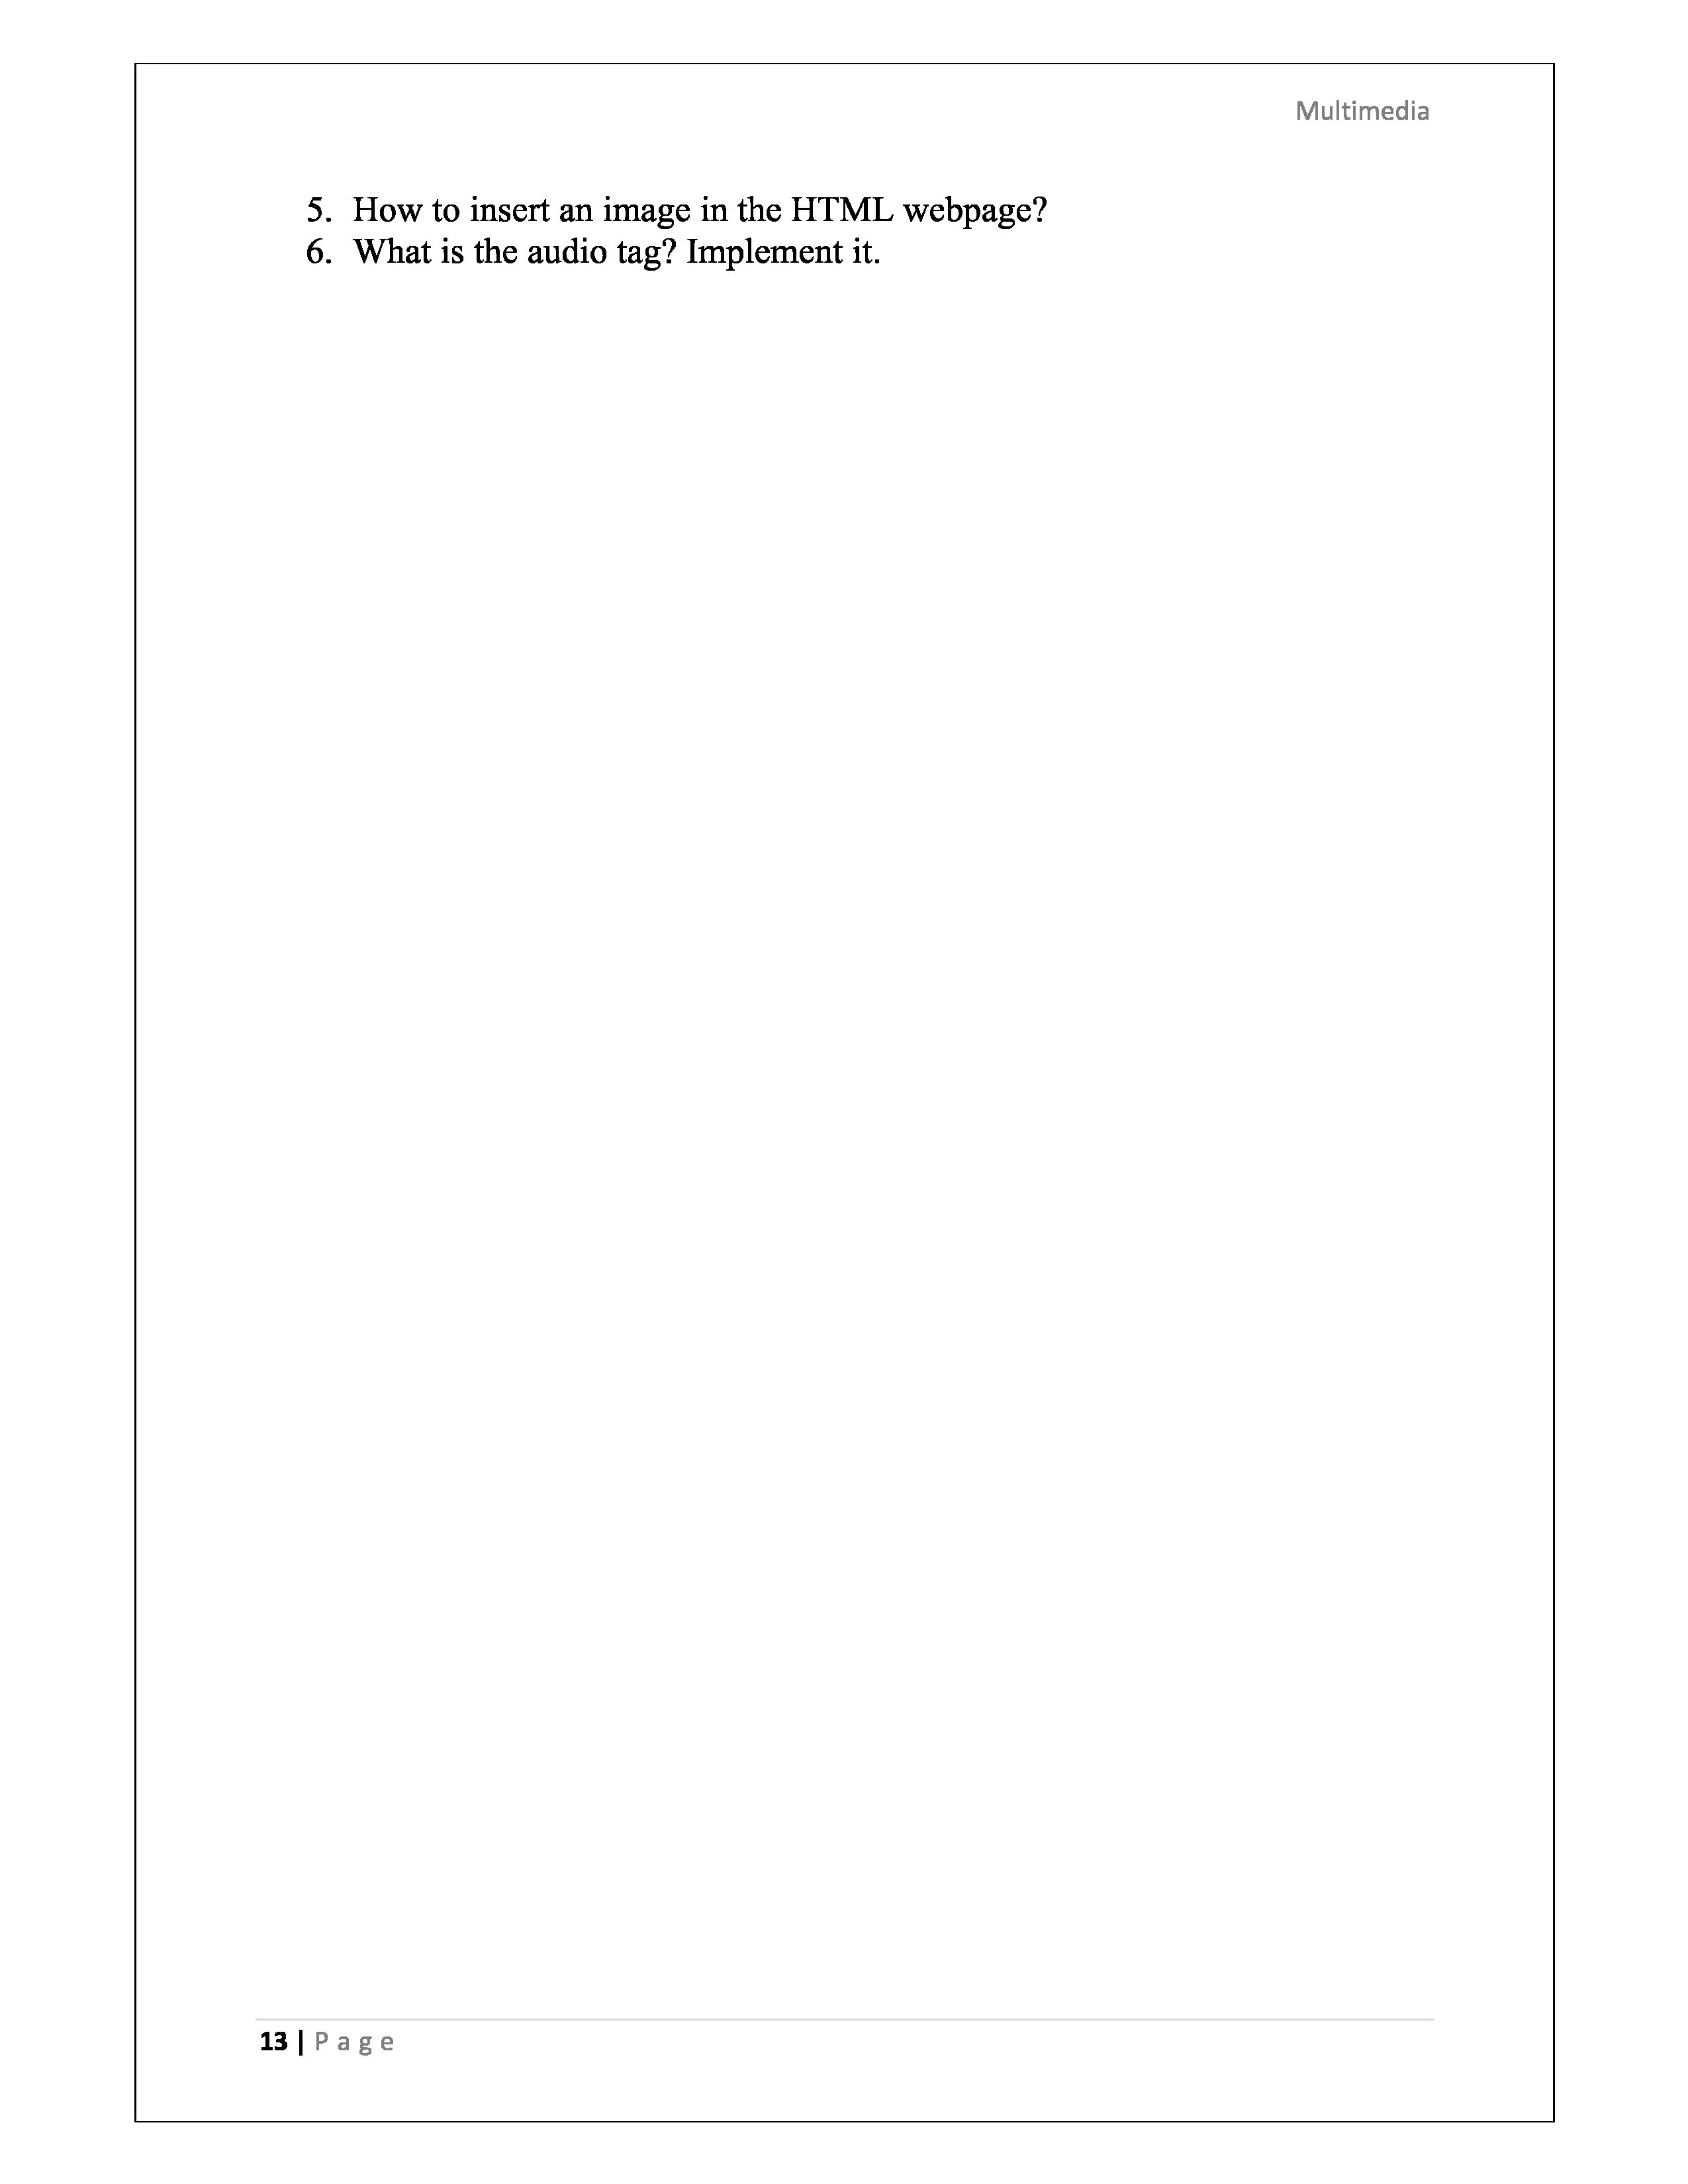 Multimedia
5. How to insert an image in the HTML webpage?
6. What is the audio tag? Implement it.
13 | P a g e